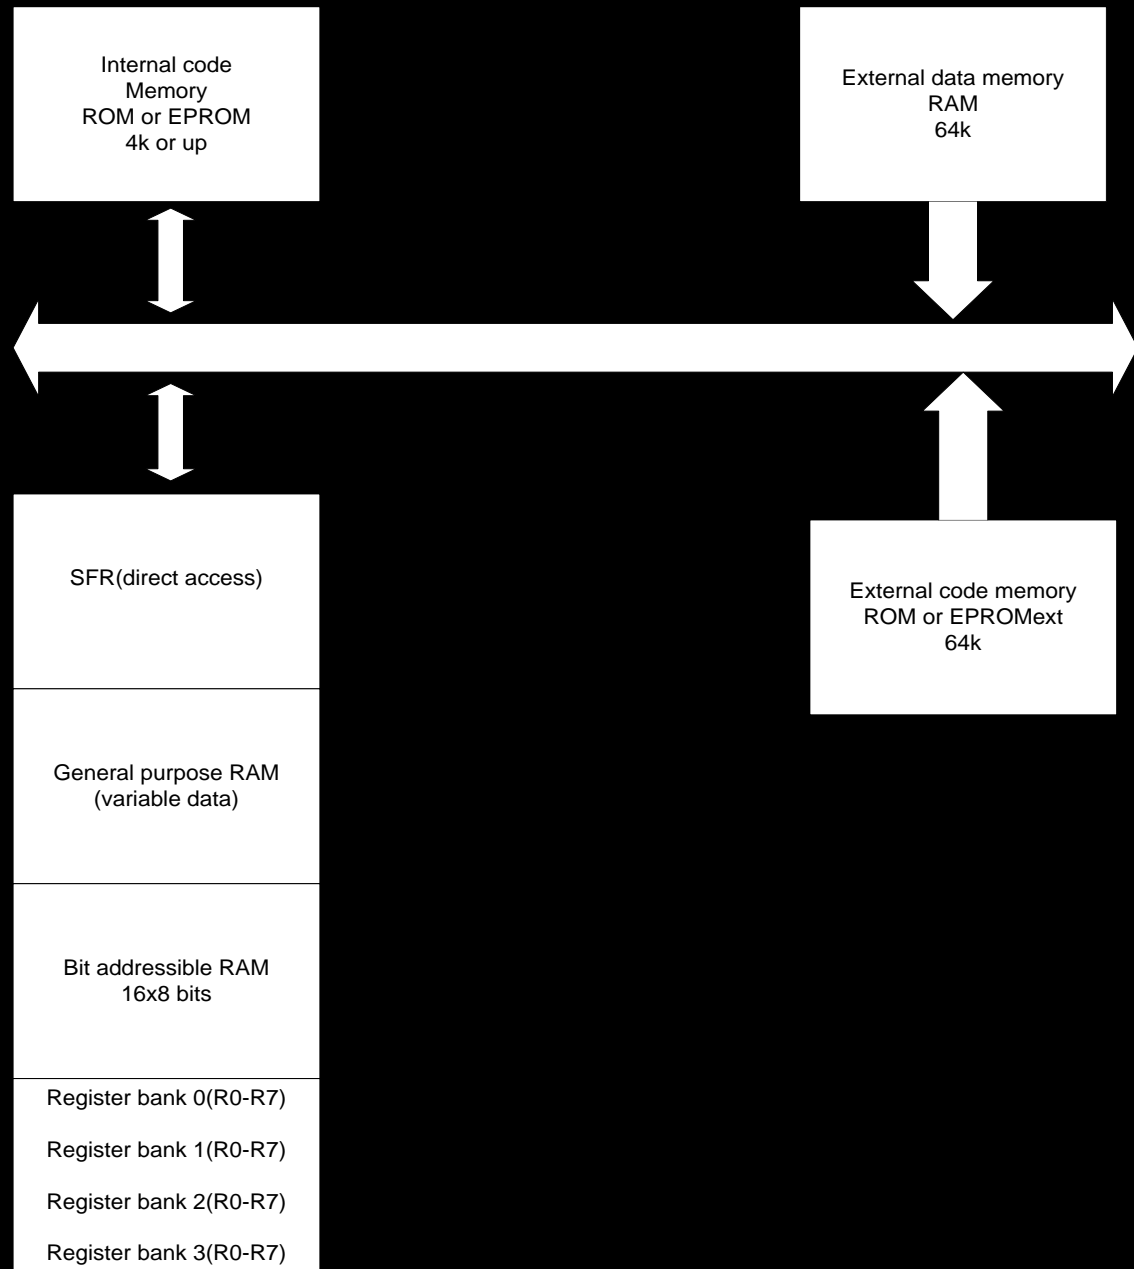 Internal code
Memory
ROM or EPROM
4k or up
External data memory
RAM
64k
SFR(direct access)
External code memory
ROM or EPROMext
64k
General purpose RAM
(variable data)
Bit addressible RAM
16x8 bits
Register bank 0(R0-R7)
Register bank 1(R0-R7)
Register bank 2(R0-R7)
Register bank 3(R0-R7)